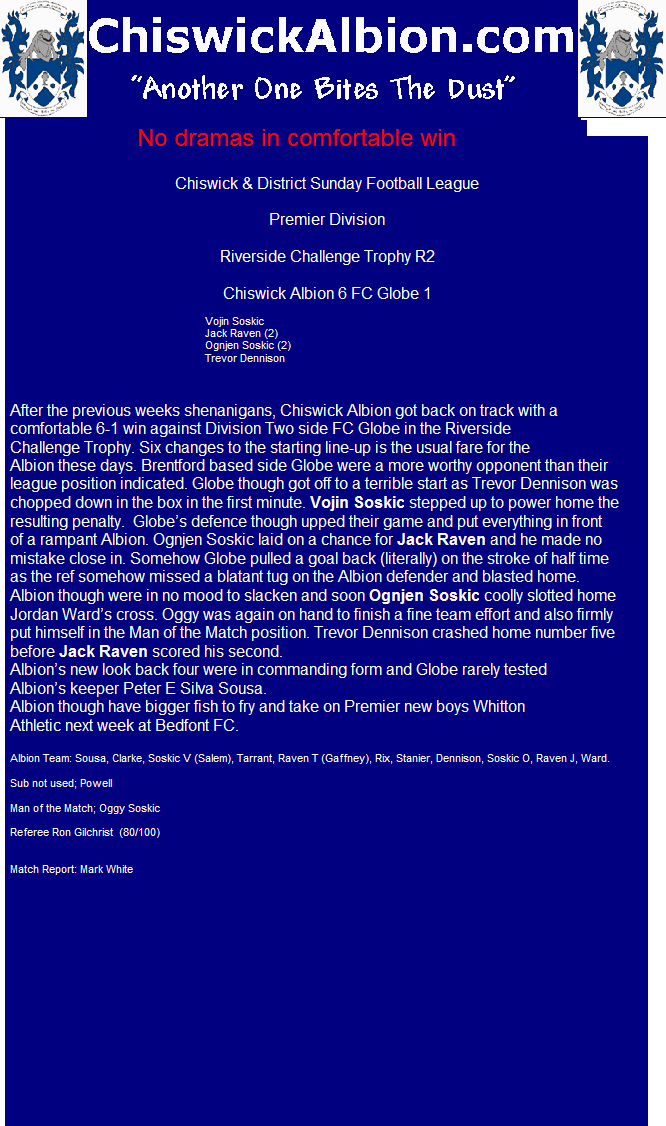 ChiswickAlbion.com
“Another One Bites The Dust”
No dramas in comfortable win
Chiswick & District Sunday Football League
Premier Division
Riverside Challenge Trophy R2
Chiswick Albion 6 FC Globe 1
Vojin Soskic
Jack Raven (2)
Ognjen Soskic (2)
Trevor Dennison
After the previous weeks shenanigans, Chiswick Albion got back on track with a
comfortable 6-1 win against Division Two side FC Globe in the Riverside
Challenge Trophy. Six changes to the starting line-up is the usual fare for the
Albion these days. Brentford based side Globe were a more worthy opponent than their
league position indicated. Globe though got off to a terrible start as Trevor Dennison was
chopped down in the box in the first minute. Vojin Soskic stepped up to power home the
resulting penalty.  Globe’s defence though upped their game and put everything in front
of a rampant Albion. Ognjen Soskic laid on a chance for Jack Raven and he made no
mistake close in. Somehow Globe pulled a goal back (literally) on the stroke of half time
as the ref somehow missed a blatant tug on the Albion defender and blasted home.
Albion though were in no mood to slacken and soon Ognjen Soskic coolly slotted home
Jordan Ward’s cross. Oggy was again on hand to finish a fine team effort and also firmly
put himself in the Man of the Match position. Trevor Dennison crashed home number five
before Jack Raven scored his second.
Albion’s new look back four were in commanding form and Globe rarely tested
Albion’s keeper Peter E Silva Sousa.
Albion though have bigger fish to fry and take on Premier new boys Whitton
Athletic next week at Bedfont FC.
Albion Team: Sousa, Clarke, Soskic V (Salem), Tarrant, Raven T (Gaffney), Rix, Stanier, Dennison, Soskic O, Raven J, Ward.
Sub not used; Powell
Man of the Match; Oggy Soskic
Referee Ron Gilchrist  (80/100)
Match Report: Mark White